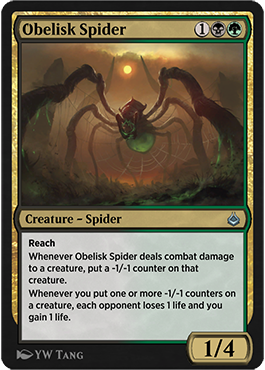 Obelisk Spider 1
Creature – Spider
Reach
Whenever Obelisk Spider deals combat damage
to a creature, put a -1/-1 counter on that
creature.
Whenever you put one or more -1/-1 counters on
a creature, each opponent loses 1 life and you
gain 1 life.
YW Tang
1/4